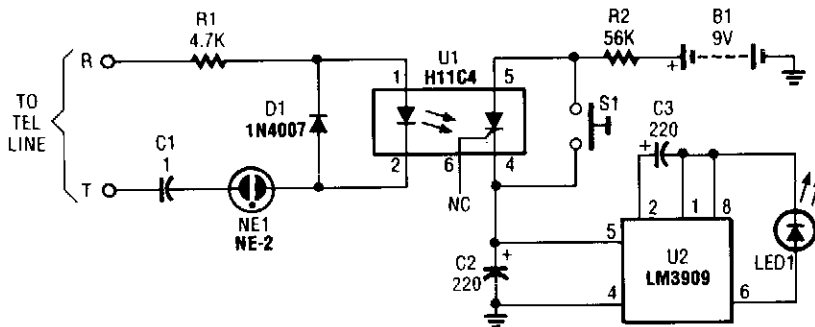 R1
4.7K
R
TO
TEL
LINE
T
C1
1
NE1
NE-2
D1
1N4007
U1
H11C4
1
5
2
6
4
NC
R2
56K
B1
9V
+
S1
C3
220
+
2
1
8
5
4
6
U2
LM3909
LED1
C2
220
+